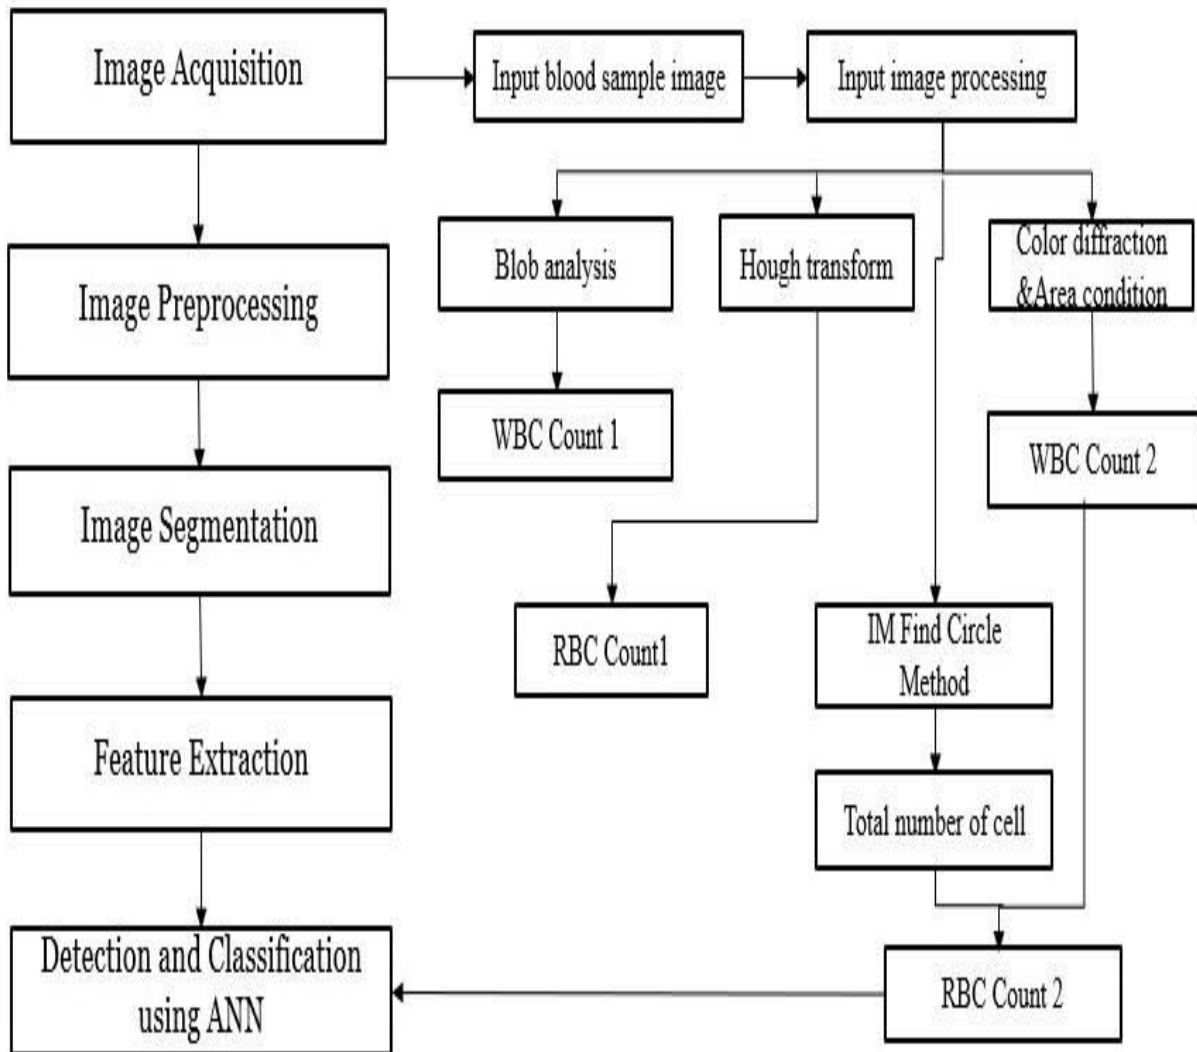 Image Acquisition
Input blood sample image
Input image processing
Blob analysis
Hough transform
Color diffraction
&Area condition
Image Preprocessing
WBC Count 1
WBC Count 2
Image Segmentation
RBC Count1
IM Find Circle
Method
Feature Extraction
Total number of cell
Detection and Classification
using ANN
RBC Count 2